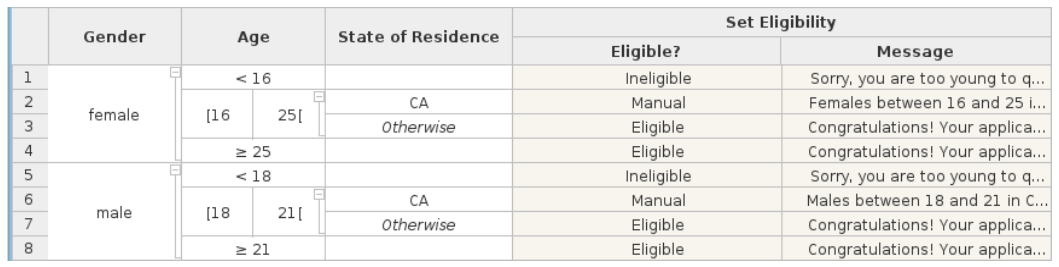 Gender Age State of Residence Set Eligibility
Eligible? Message
1 female < 16 Ineligible Sorry, you are too young to q...
2 [16 25[ CA Manual Females between 16 and 25 i...
3 Otherwise Eligible Congratulations! Your applica...
4 ≥ 25 Eligible Congratulations! Your applica...
5 male < 18 Ineligible Sorry, you are too young to q...
6 [18 21[ CA Manual Males between 18 and 21 in C...
7 Otherwise Eligible Congratulations! Your applica...
8 ≥ 21 Eligible Congratulations! Your applica...